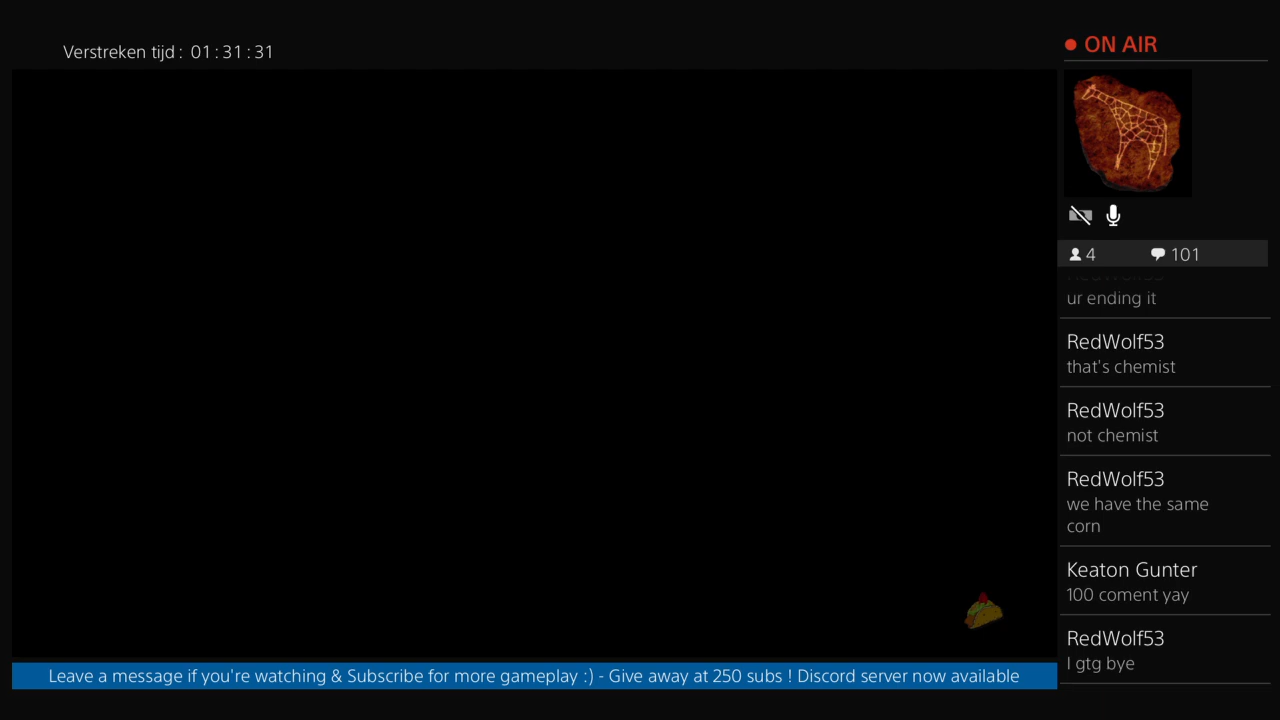 Verstreken tijd : 01 : 31 : 31
ON AIR
4 101
ur ending it
RedWolf53
that's chemist
RedWolf53
not chemist
RedWolf53
we have the same
corn
Keaton Gunter
100 coment yay
RedWolf53
I gtg bye
Leave a message if you're watching & Subscribe for more gameplay :) - Give away at 250 subs ! Discord server now available